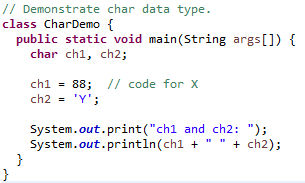 // Demonstrate char data type.
class CharDemo {
  public static void main(String args[]) {
    char ch1, ch2;

    ch1 = 88;  // code for X
    ch2 = 'Y';

    System.out.print("ch1 and ch2: ");
    System.out.println(ch1 + " " + ch2);
  }
}